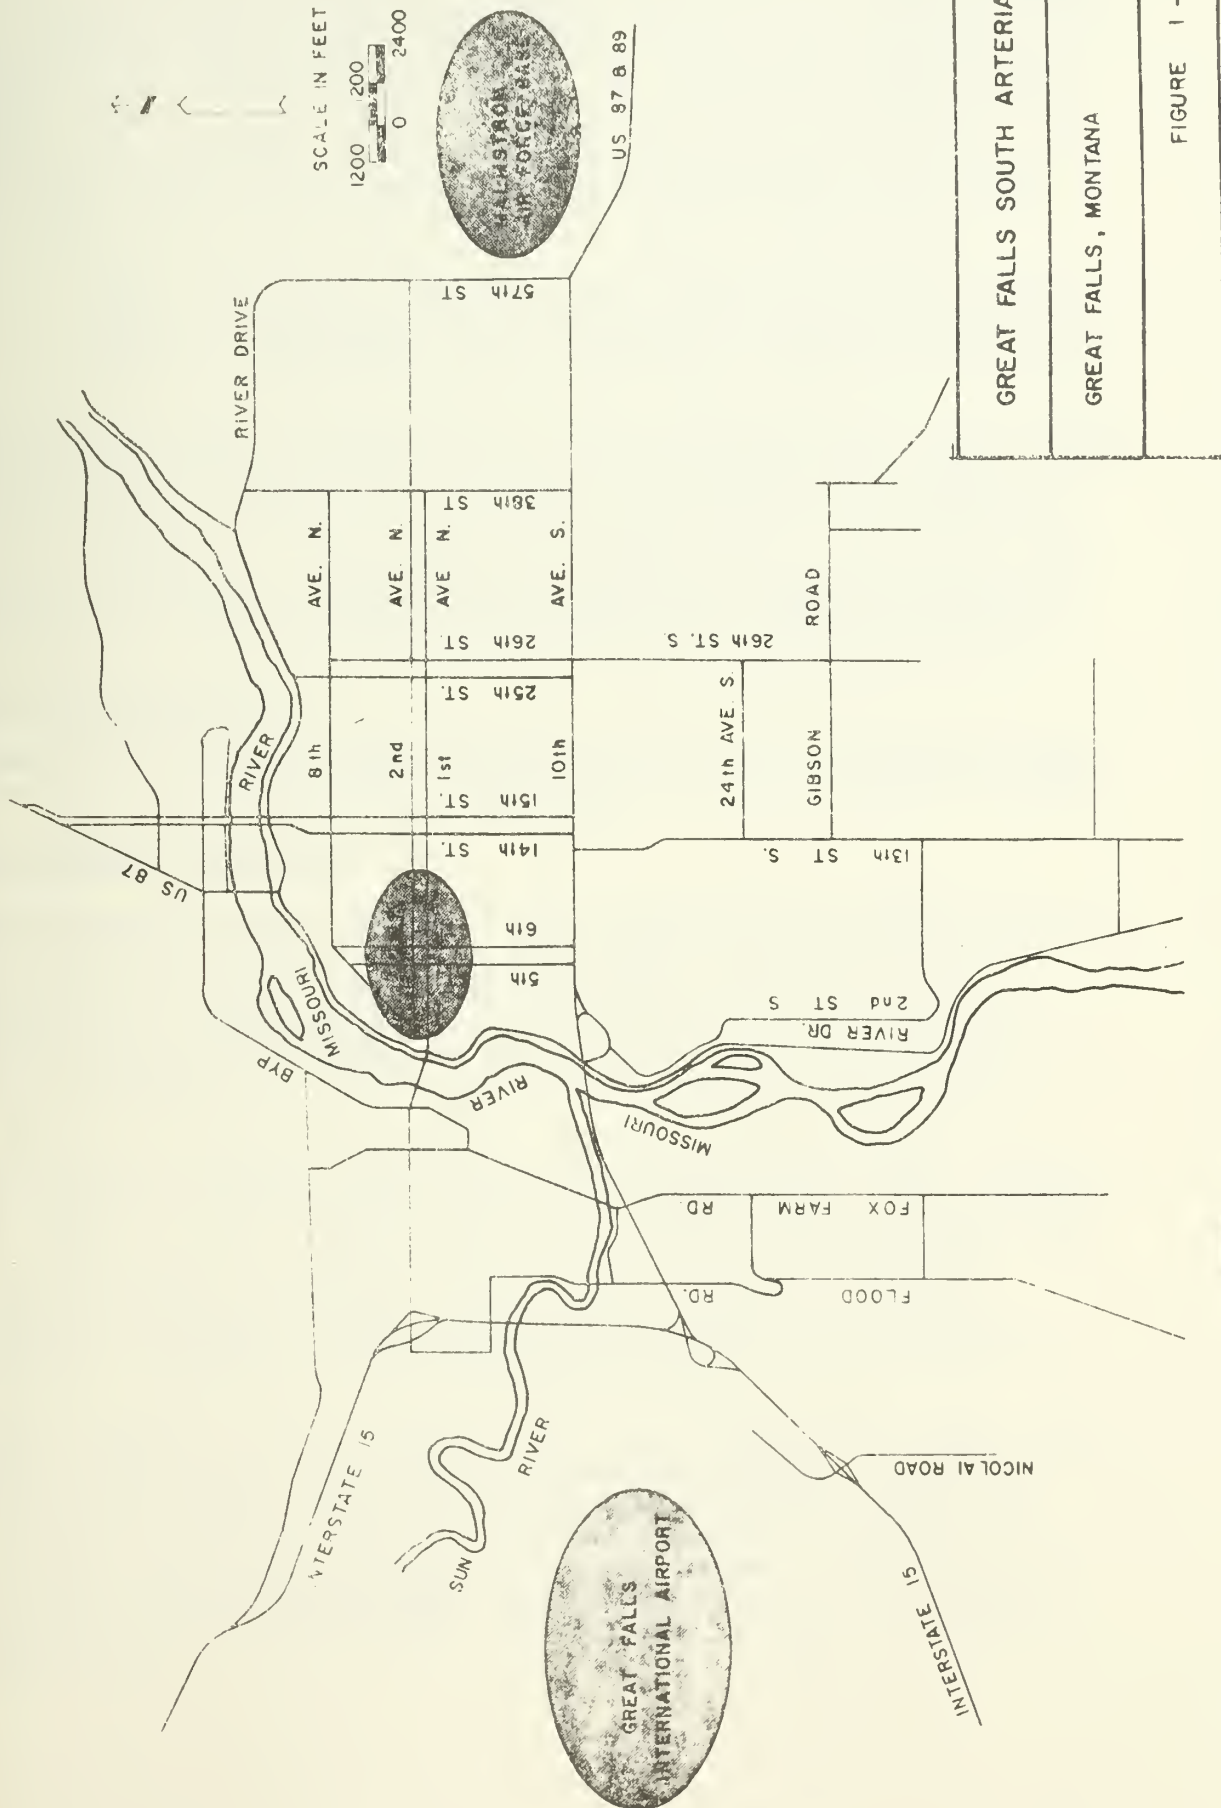 SCALE IN FEET
1200 1200
0 2400
MALMSTROM
AIR FORCE BASE
US 87 & 89
RIVER DRIVE
57th ST
38th ST
26th ST.
25th ST.
15th ST.
14th ST.
6th
5th
8th AVE. N.
2nd AVE N.
1st AVE N.
10th AVE. S.
26th ST. S.
24th AVE. S.
GIBSON ROAD
13th ST S.
2nd ST S
RIVER DR.
US 87
BYP
MISSOURI RIVER
MISSOURI RIVER
FOX FARM RD.
FLOOD RD.
SUN RIVER
INTERSTATE 15
NICOLAI ROAD
INTERSTATE 15
GREAT FALLS
INTERNATIONAL AIRPORT
GREAT FALLS SOUTH ARTERIA
GREAT FALLS, MONTANA
FIGURE 1-